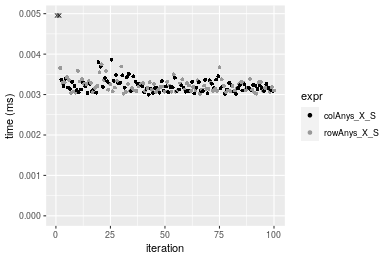 0.005
0.004
0.003
0.002
0.001
0.000
time (ms)
0
25
50
75
100
iteration
expr
colAnys_X_S
rowAnys_X_S